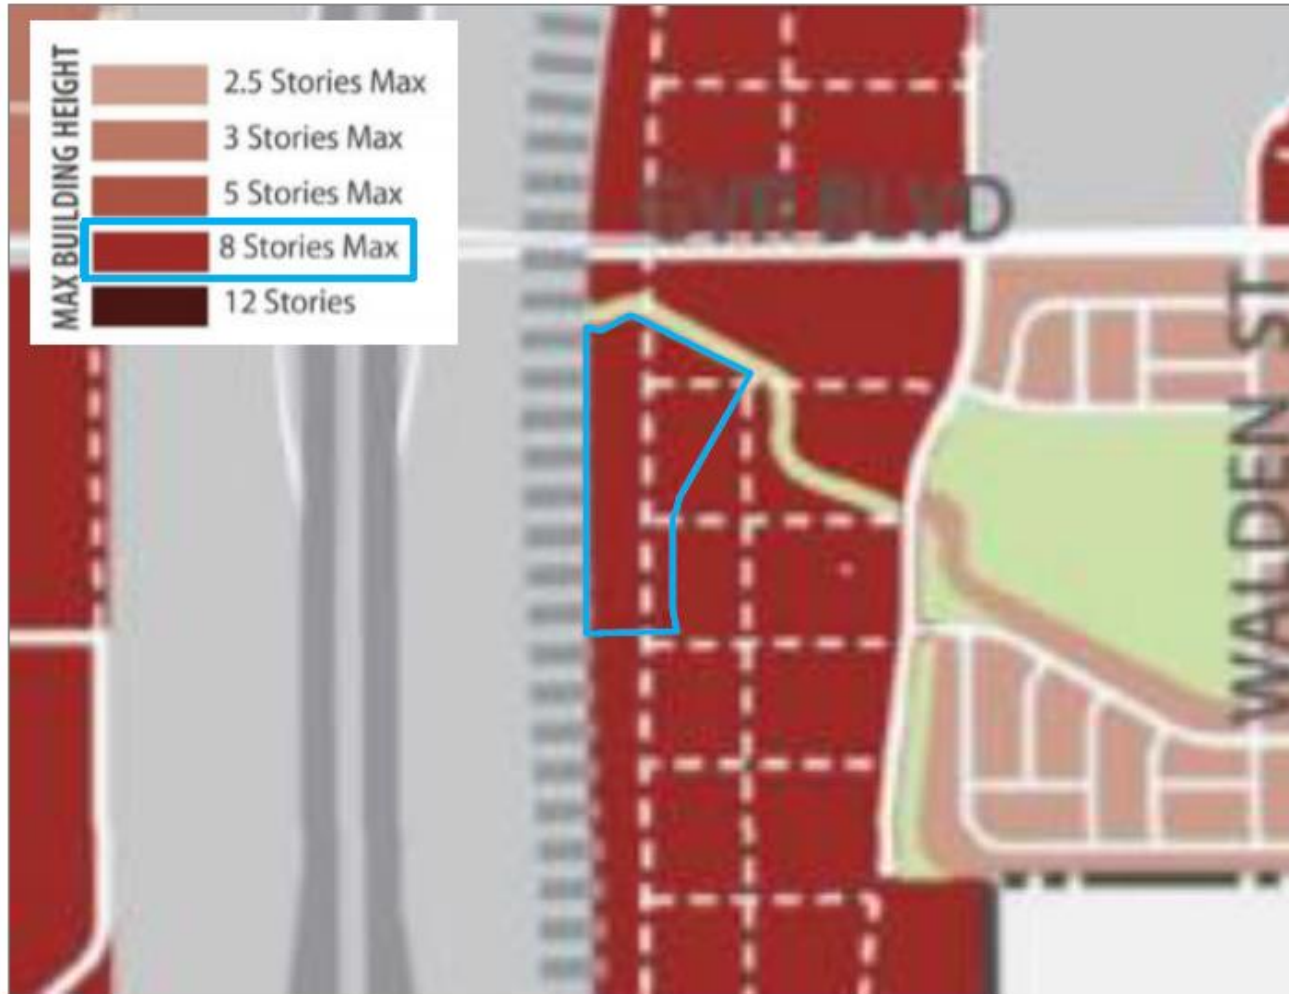 MAX BUILDING HEIGHT
2.5 Stories Max
3 Stories Max
5 Stories Max
8 Stories Max
12 Stories
BLVD
WALDEN ST